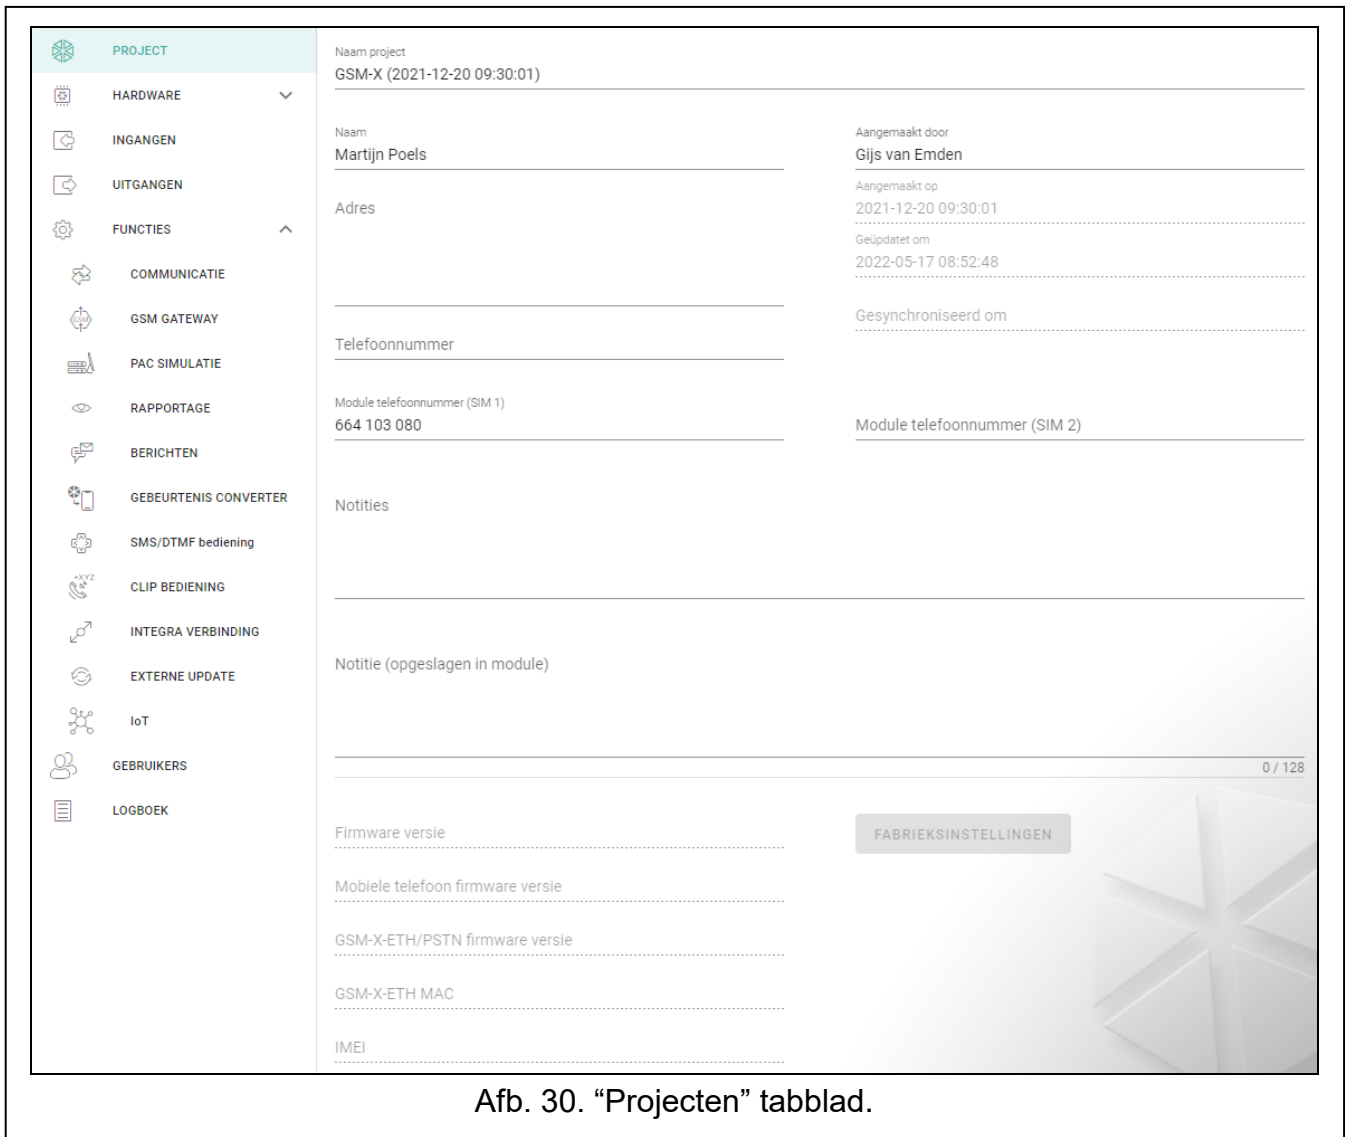 PROJECT
HARDWARE
INGANGEN
UITGANGEN
FUNCTIES
COMMUNICATIE
GSM GATEWAY
PAC SIMULATIE
RAPPORTAGE
BERICHTEN
GEBEURTENIS CONVERTER
SMS/DTMF bediening
+XYZ
CLIP BEDIENING
INTEGRA VERBINDING
EXTERNE UPDATE
IoT
GEBRUIKERS
LOGBOEK
Naam project
GSM-X (2021-12-20 09:30:01)
Naam
Martijn Poels
Aangemaakt door
Gijs van Emden
Adres
Aangemaakt op
2021-12-20 09:30:01
Geüpdatet om
2022-05-17 08:52:48
Gesynchroniseerd om
Telefoonnummer
Module telefoonnummer (SIM 1)
664 103 080
Module telefoonnummer (SIM 2)
Notities
Notitie (opgeslagen in module)
0 / 128
Firmware versie
FABRIEKSINSTELLINGEN
Mobiele telefoon firmware versie
GSM-X-ETH/PSTN firmware versie
GSM-X-ETH MAC
IMEI
Afb. 30. “Projecten” tabblad.